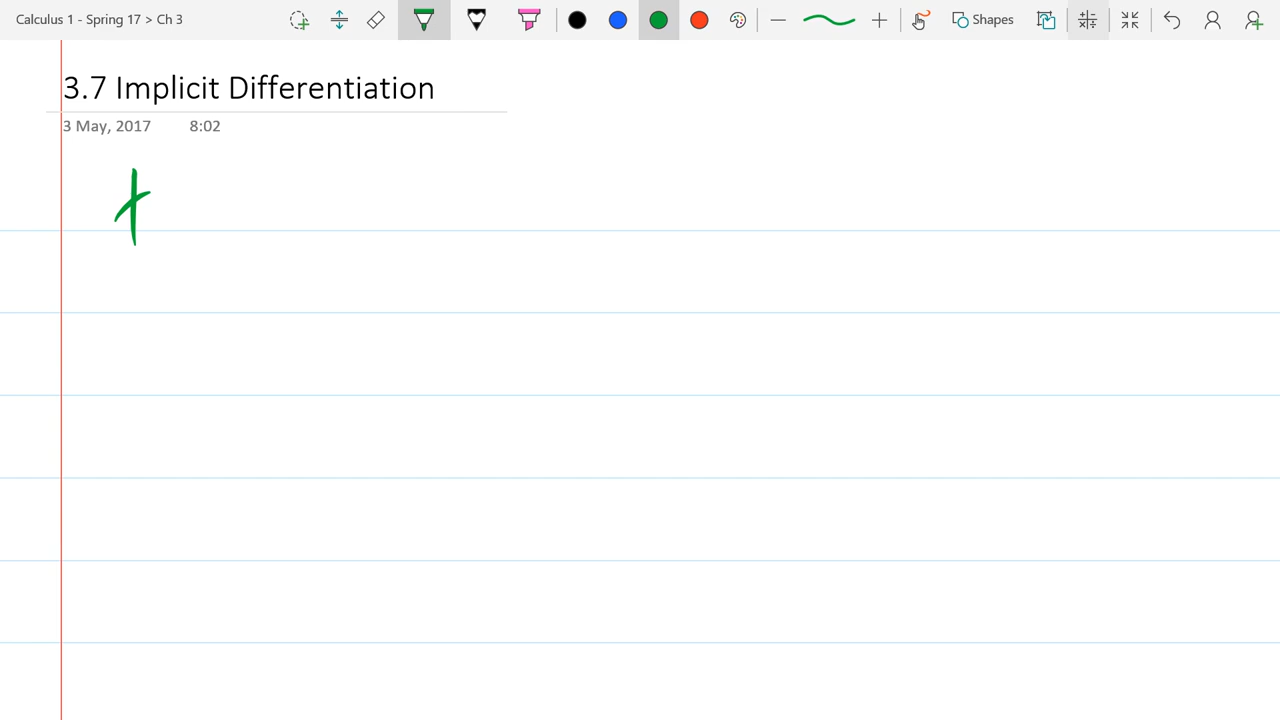 Calculus 1 - Spring 17 > Ch 3
Shapes
3.7 Implicit Differentiation
3 May, 2017 8:02